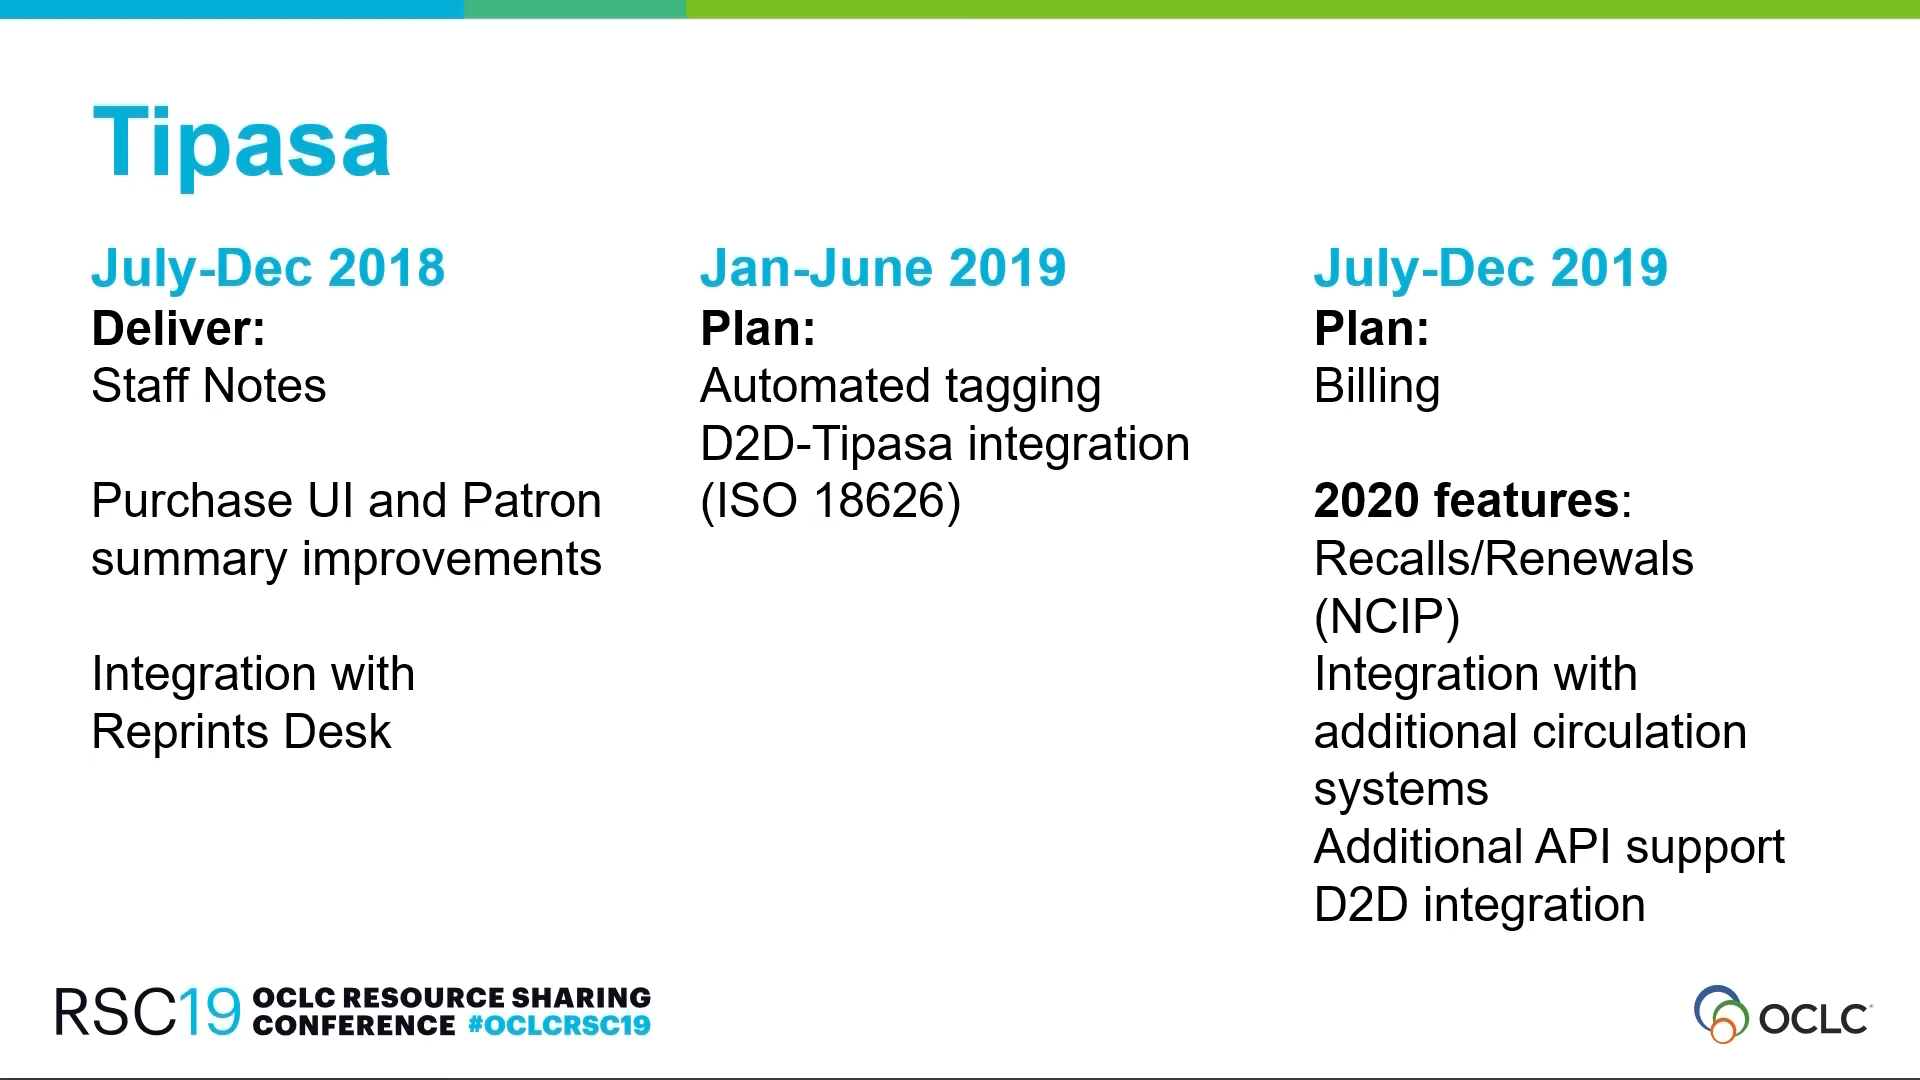 Tipasa
July-Dec 2018
Deliver:
Staff Notes
Purchase UI and Patron
summary improvements
Integration with
Reprints Desk
Jan-June 2019
Plan:
Automated tagging
D2D-Tipasa integration
(ISO 18626)
July-Dec 2019
Plan:
Billing
2020 features:
Recalls/Renewals
(NCIP)
Integration with
additional circulation
systems
Additional API support
D2D integration
RSC19 OCLC RESOURCE SHARING
CONFERENCE #OCLCRSC19
OCLC